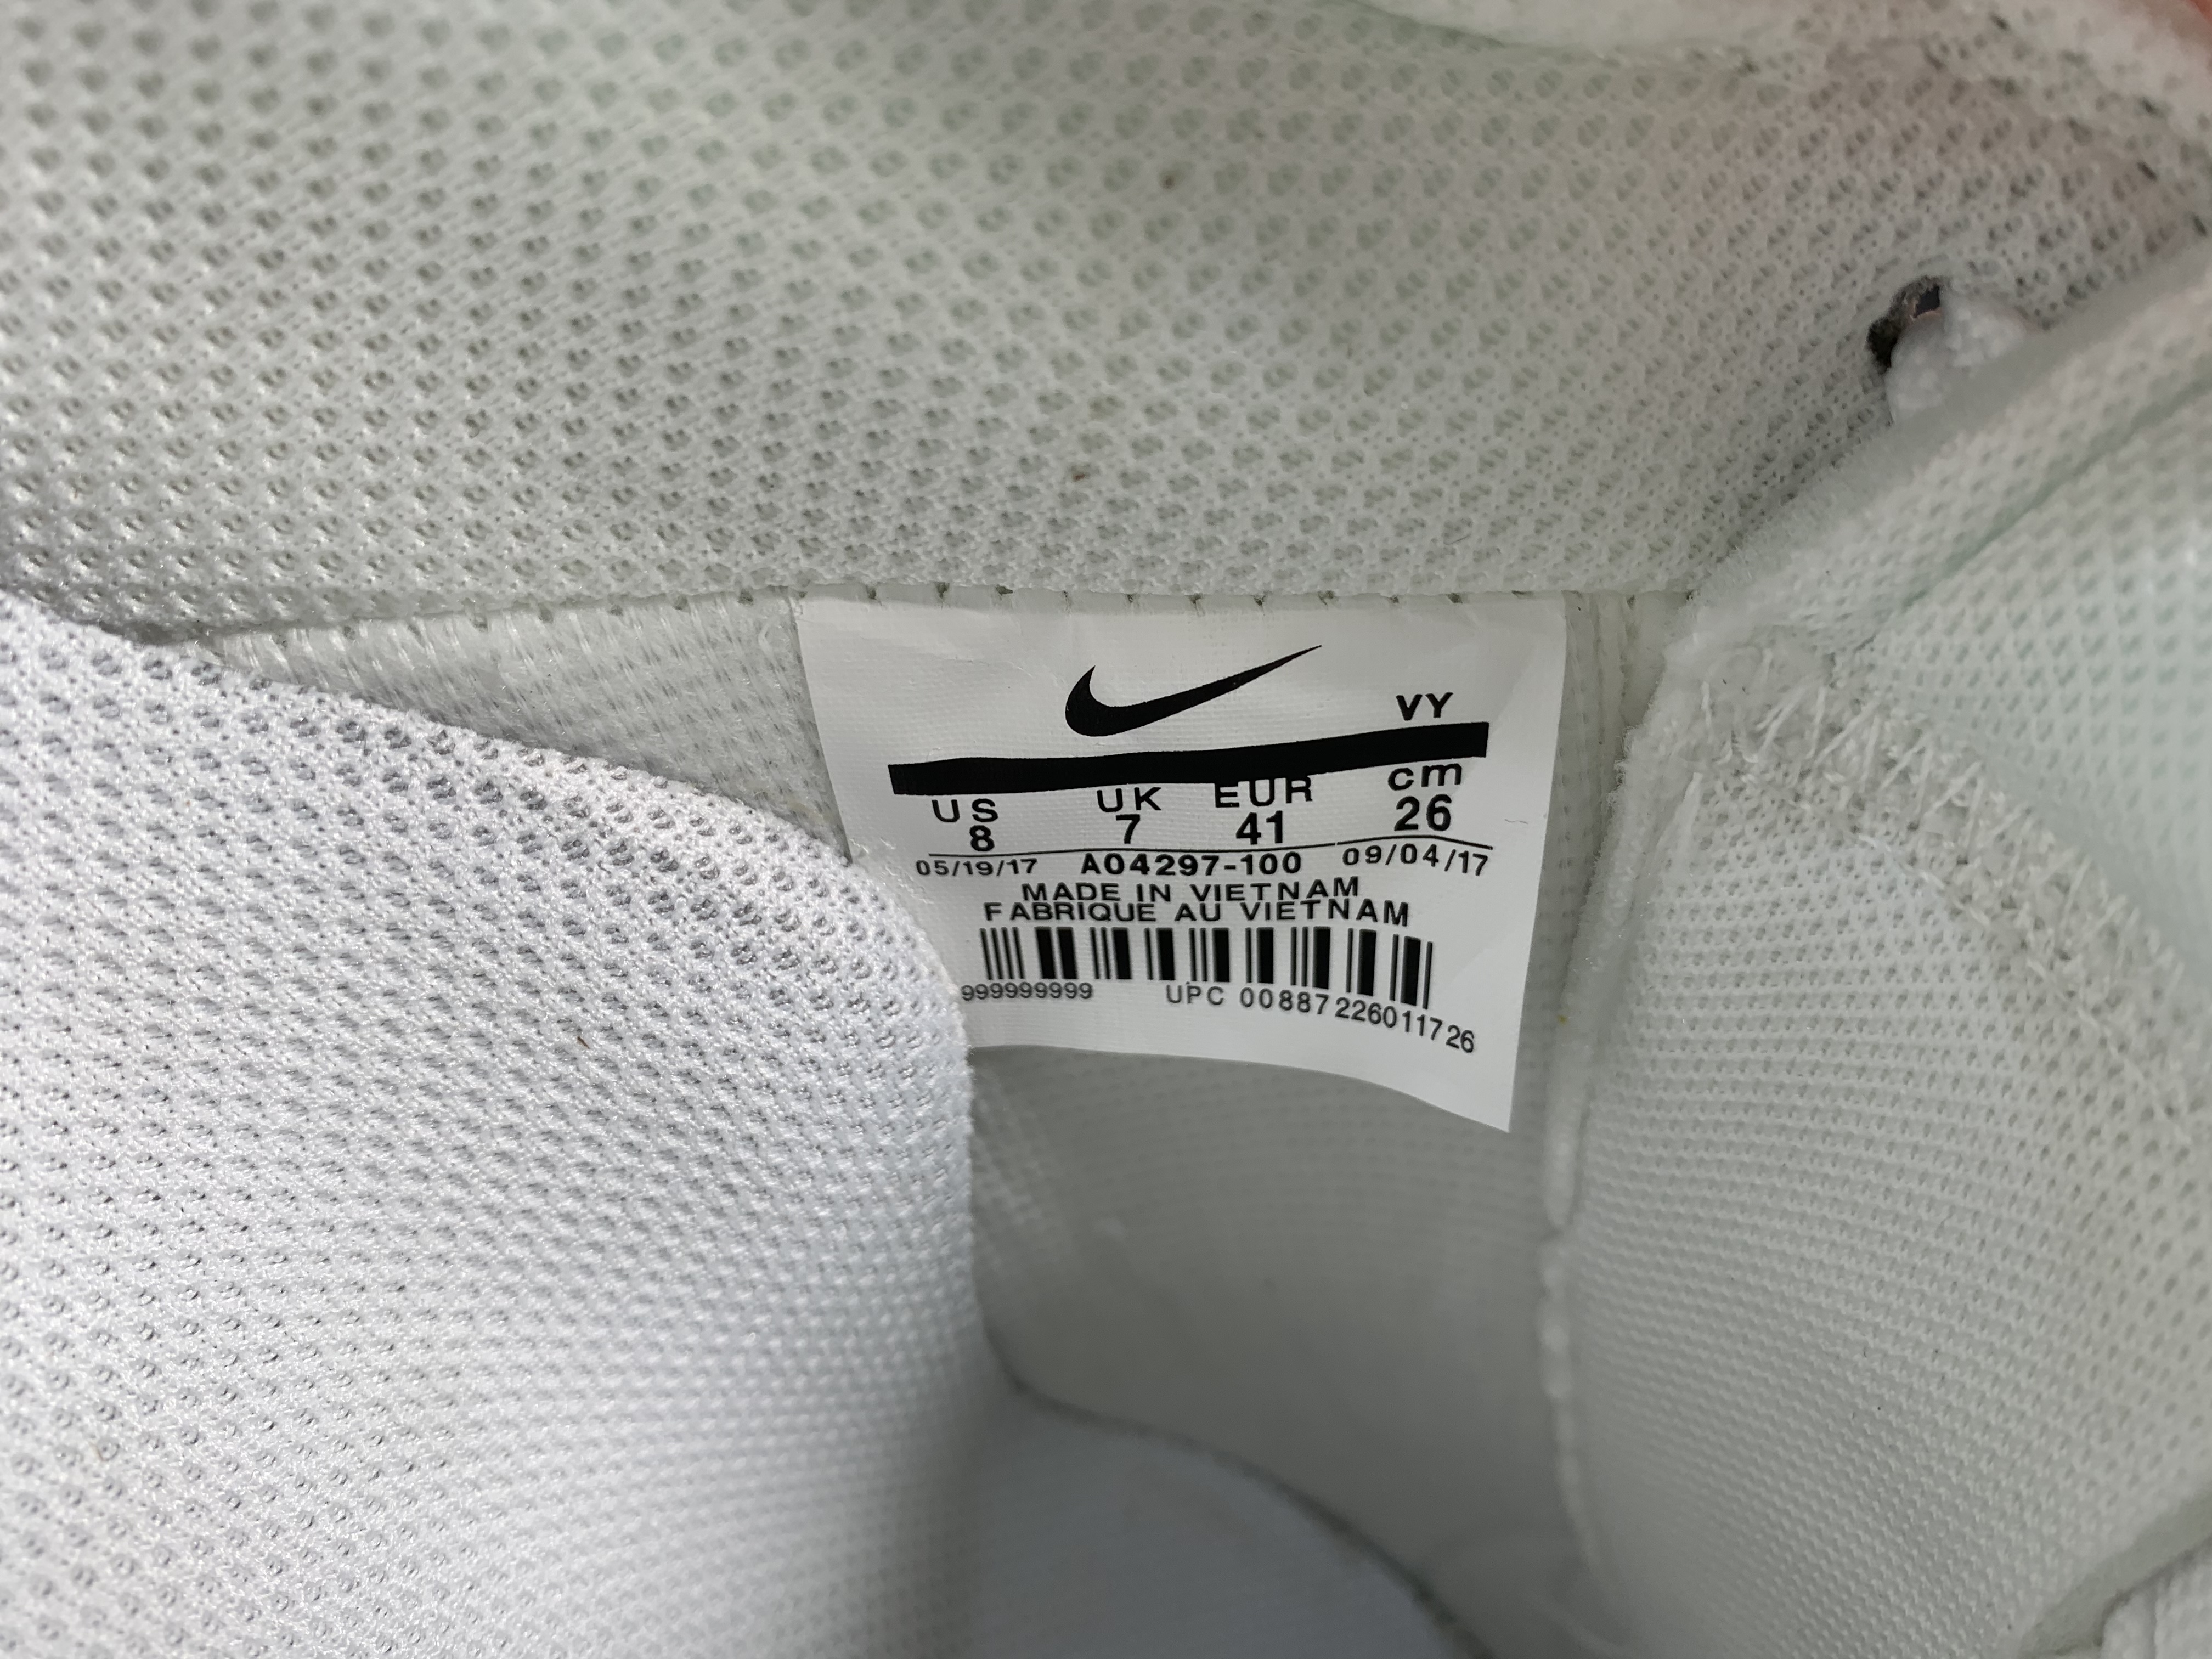 VY
US UK EUR cm
8 7 41 26
05/19/17 AO4297-100 09/04/17
MADE IN VIETNAM
FABRIQUE AU VIETNAM
999999999 UPC 00887226011726